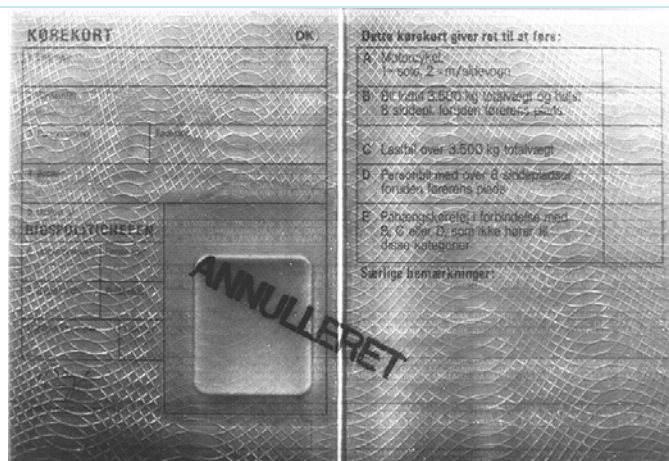 KØREKORT
DK
RIGSPOLITICHEFEN
ANNULLERET
Dette kørekort giver ret til at føre:
A Motorcykel
1 = solo, 2 = m/sidevogn
B Bil indtil 3.500 kg totalvægt og højst
8 siddepl. foruden førerens plads
C Lastbil over 3.500 kg totalvægt
D Personbil med over 8 siddepladser
foruden førerens plads
E Påhængskøretøj i forbindelse med
B, C eller D, som ikke hører til
disse kategorier
Særlige bemærkninger: